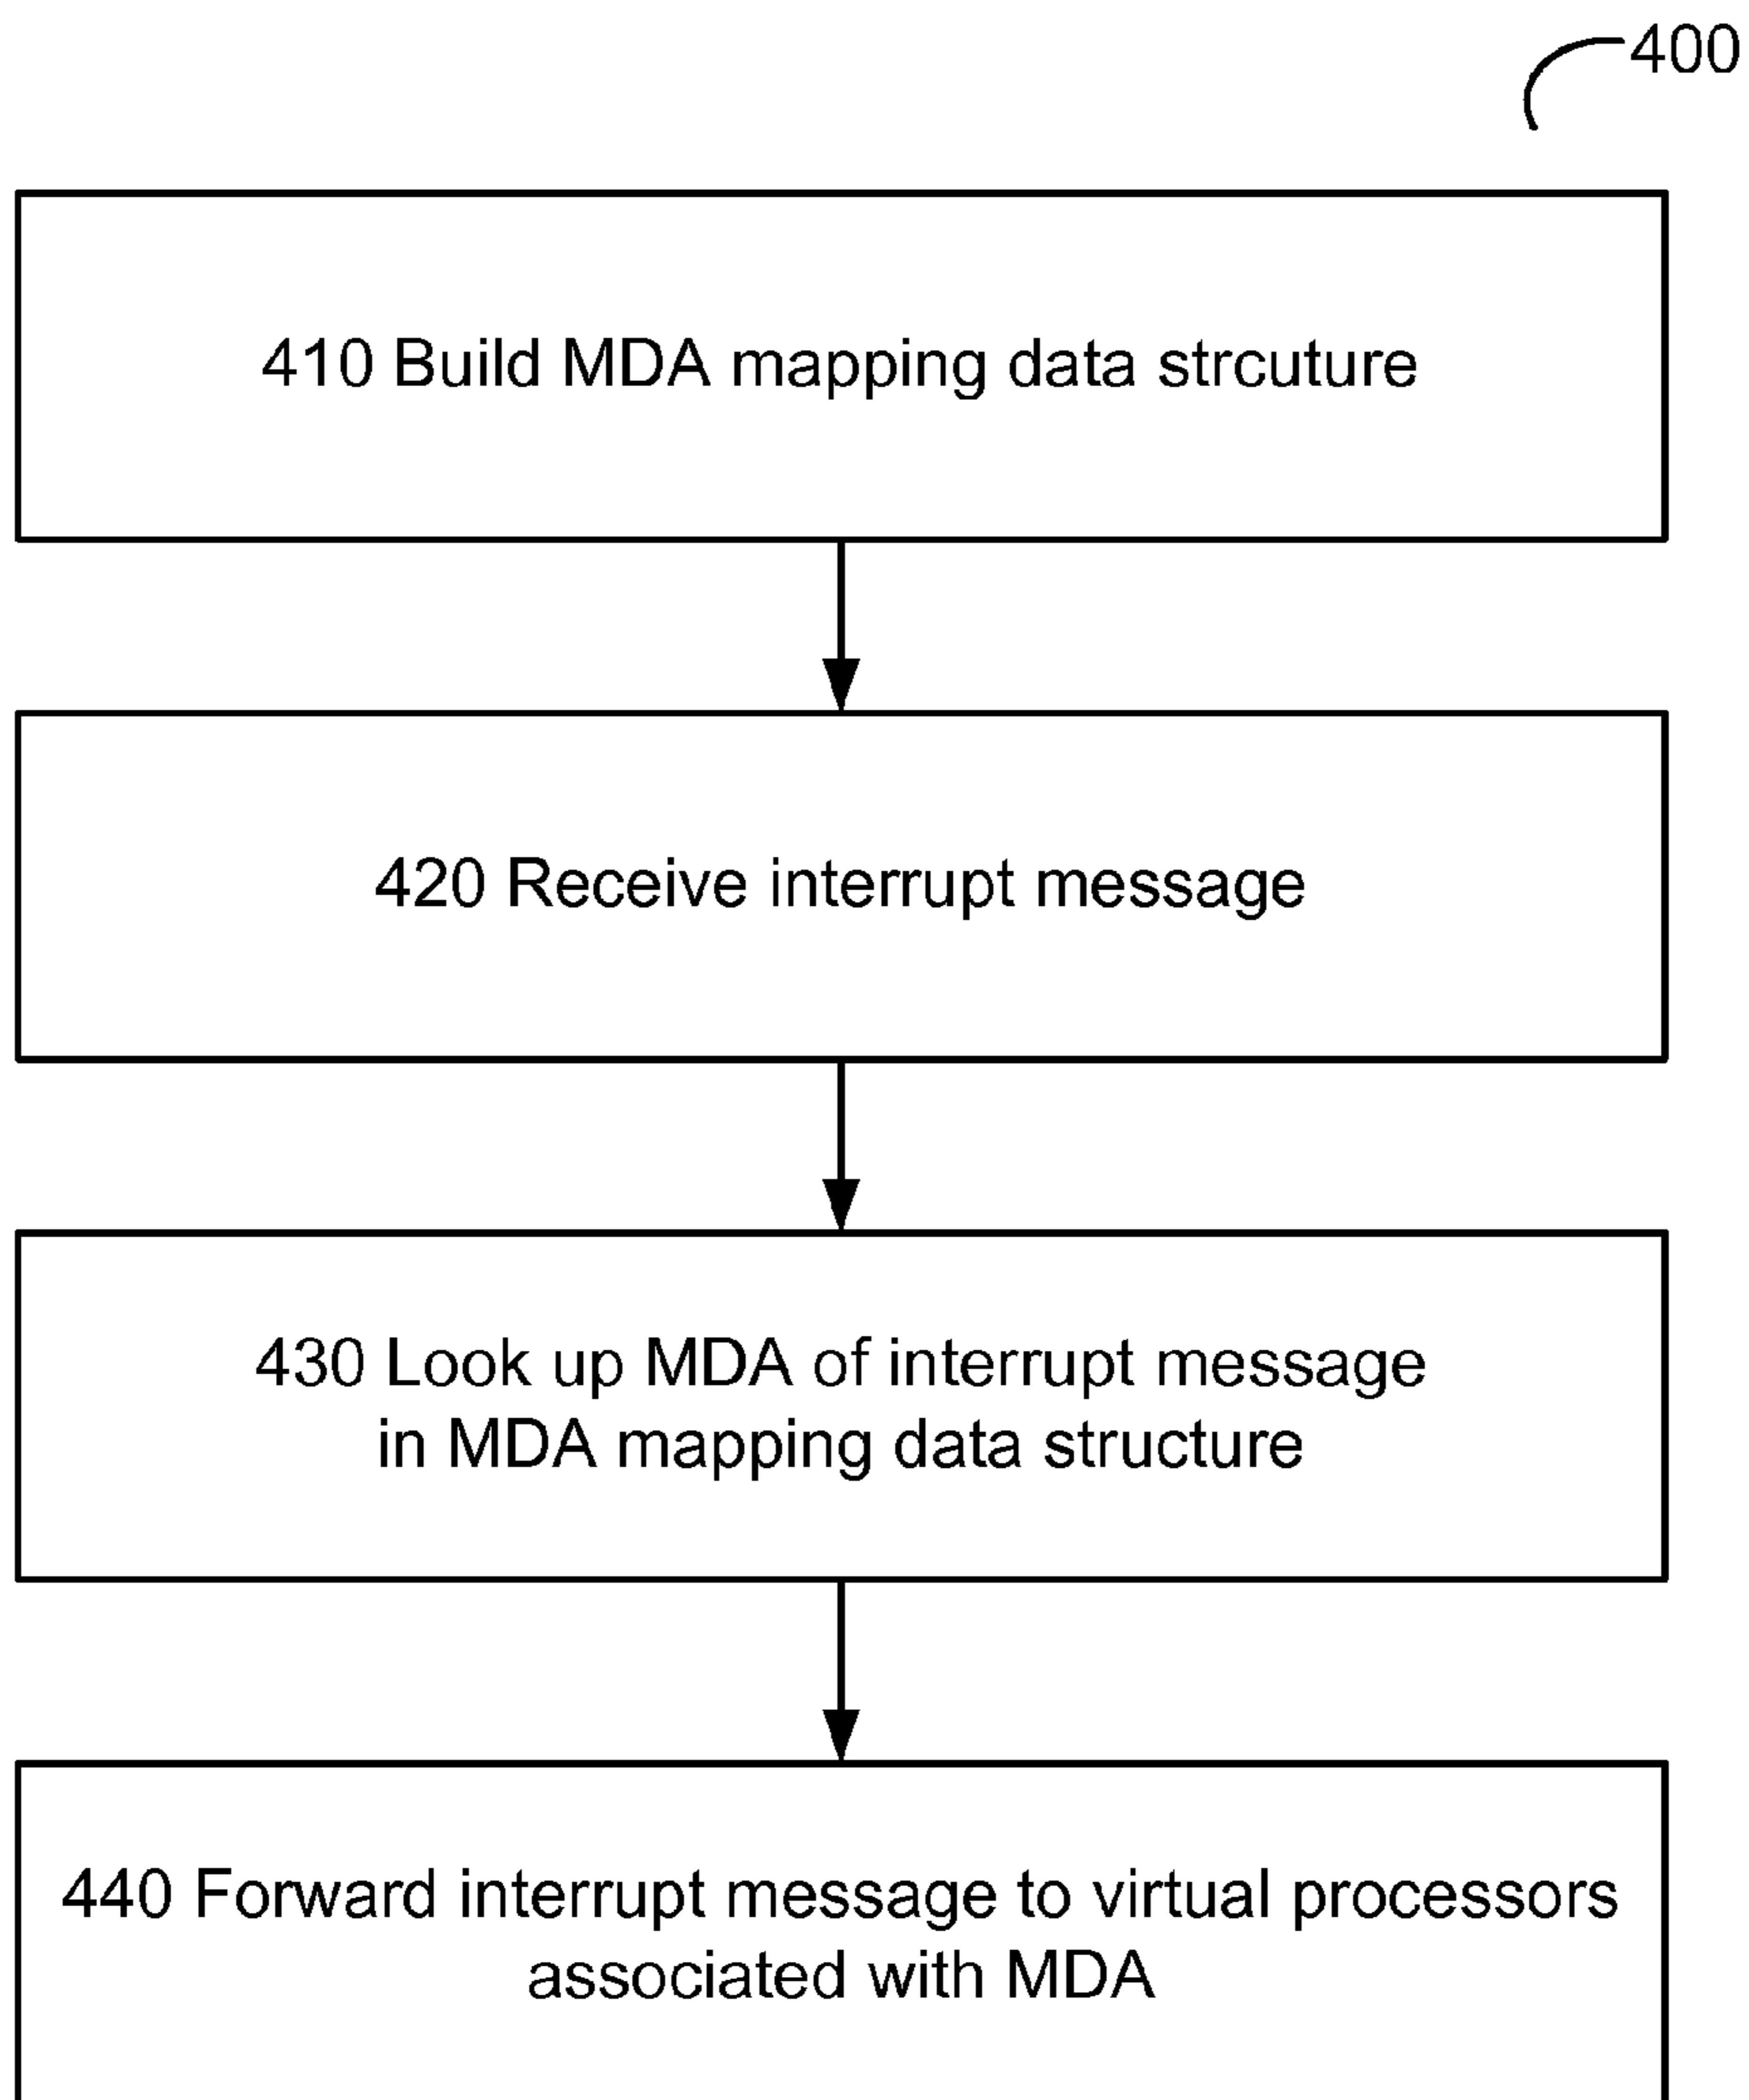 400
410 Build MDA mapping data strcuture
420 Receive interrupt message
430 Look up MDA of interrupt message
in MDA mapping data structure
440 Forward interrupt message to virtual processors
associated with MDA